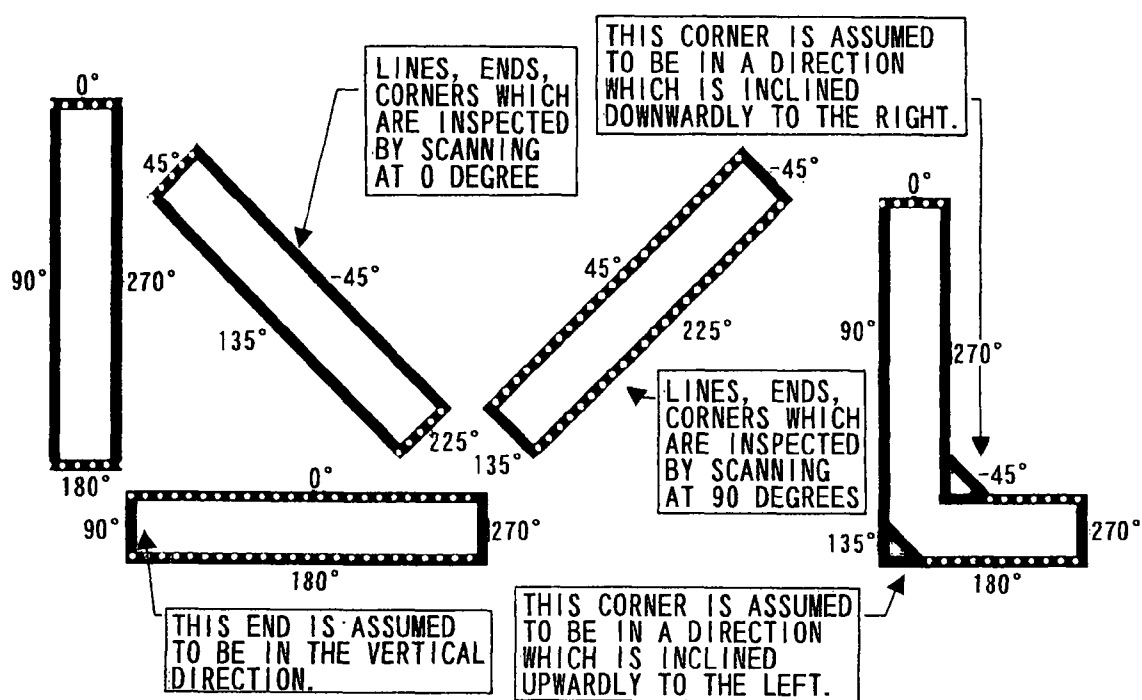 THIS CORNER IS ASSUMED
TO BE IN A DIRECTION
WHICH IS INCLINED
DOWNWARDLY TO THE RIGHT.
LINES, ENDS,
CORNERS WHICH
ARE INSPECTED
BY SCANNING
AT 0 DEGREE
0°
90°
270°
180°
45°
-45°
135°
225°
-45°
45°
225°
135°
0°
90°
270°
-45°
135°
270°
180°
LINES, ENDS,
CORNERS WHICH
ARE INSPECTED
BY SCANNING
AT 90 DEGREES
0°
90°
270°
180°
THIS END IS ASSUMED
TO BE IN THE VERTICAL
DIRECTION.
THIS CORNER IS ASSUMED
TO BE IN A DIRECTION
WHICH IS INCLINED
UPWARDLY TO THE LEFT.